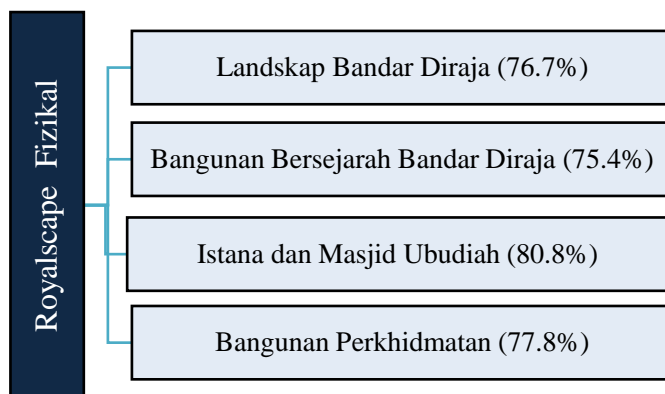 Royalscape Fizikal
Landskap Bandar Diraja (76.7%)
Bangunan Bersejarah Bandar Diraja (75.4%)
Istana dan Masjid Ubudiah (80.8%)
Bangunan Perkhidmatan (77.8%)